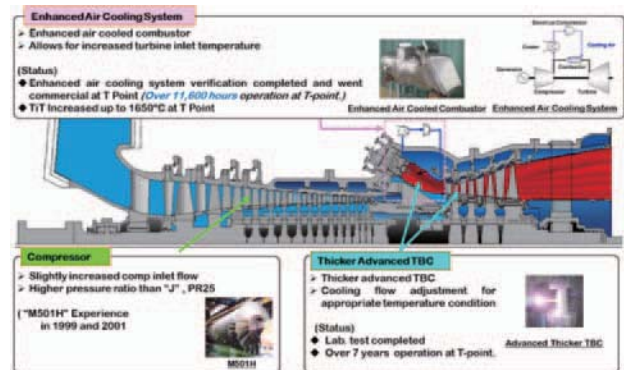 Enhanced Air Cooling System
➢ Enhanced air cooled combustor
➢ Allows for increased turbine inlet temperature
(Status)
◆ Enhanced air cooling system verification completed and went
commercial at T Point (Over 11,600 hours operation at T-point.)
◆ TiT Increased up to 1650°C at T Point
Enhanced Air Cooled Combustor
Electrical Compressor
Cooler
Cooling Air
Combustor
Generator
Compressor
Turbine
Enhanced Air Cooling System
Compressor
➢ Slightly increased comp inlet flow
➢ Higher pressure ratio than "J" , PR25
( "M501H" Experience
in 1999 and 2001)
M501H
Thicker Advanced TBC
➢ Thicker advanced TBC
➢ Cooling flow adjustment for
appropriate temperature condition
(Status)
◆ Lab. test completed
◆ Over 7 years operation at T-point.
Advanced Thicker TBC